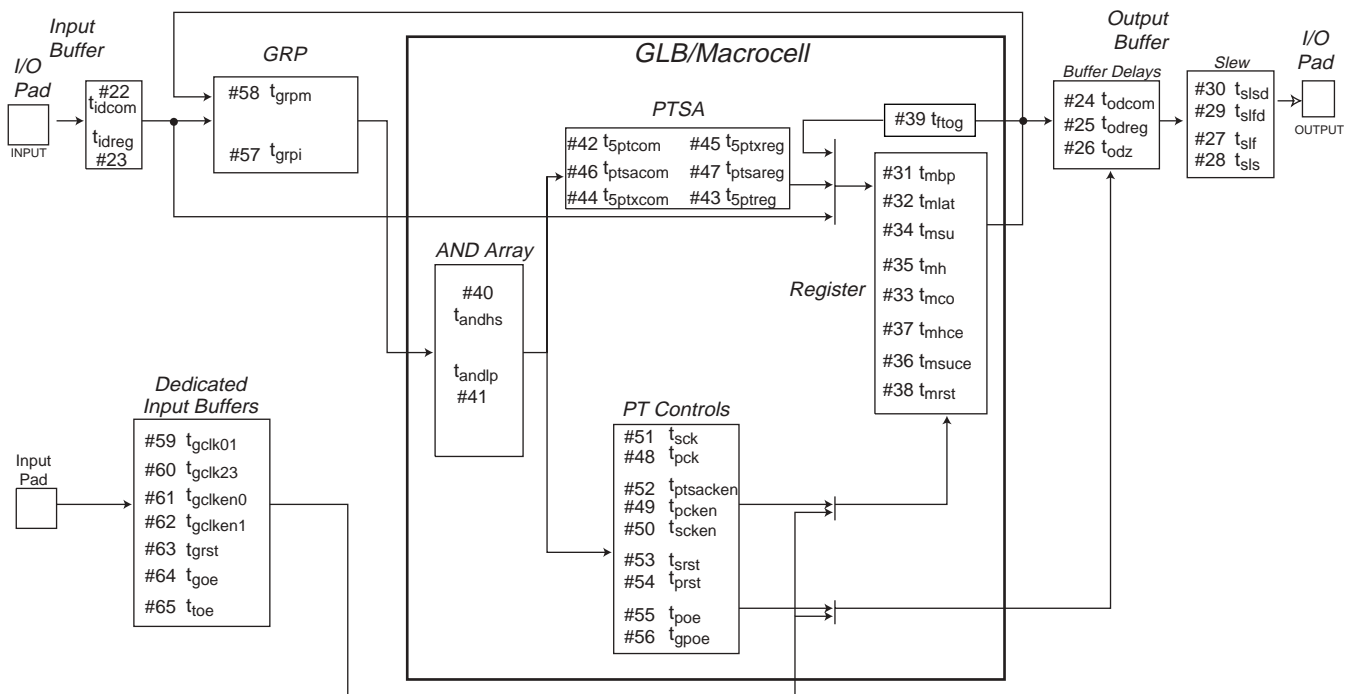 Input
Buffer
I/O
Pad
INPUT
#22
tidcom
tidreg
#23
GRP
#58 tgrpm
#57 tgrpi
GLB/Macrocell
PTSA
#42 t5ptcom #45 t5ptxreg
#46 tptsacom #47 tptsareg
#44 t5ptxcom #43 t5ptreg
#39 tftog
AND Array
#40
tandhs
tandlp
#41
Register
#31 tmbp
#32 tmlat
#34 tmsu
#35 tmh
#33 tmco
#37 tmhce
#36 tmsuce
#38 tmrst
Output
Buffer
Buffer Delays
#24 todcom
#25 todreg
#26 todz
Slew
#30 tslsd
#29 tslfd
#27 tslf
#28 tsls
I/O
Pad
OUTPUT
Dedicated
Input Buffers
Input
Pad
#59 tgclk01
#60 tgclk23
#61 tgclken0
#62 tgclken1
#63 tgrst
#64 tgoe
#65 ttoe
PT Controls
#51 tsck
#48 tpck
#52 tptsacken
#49 tpcken
#50 tscken
#53 tsrst
#54 tprst
#55 tpoe
#56 tgpoe